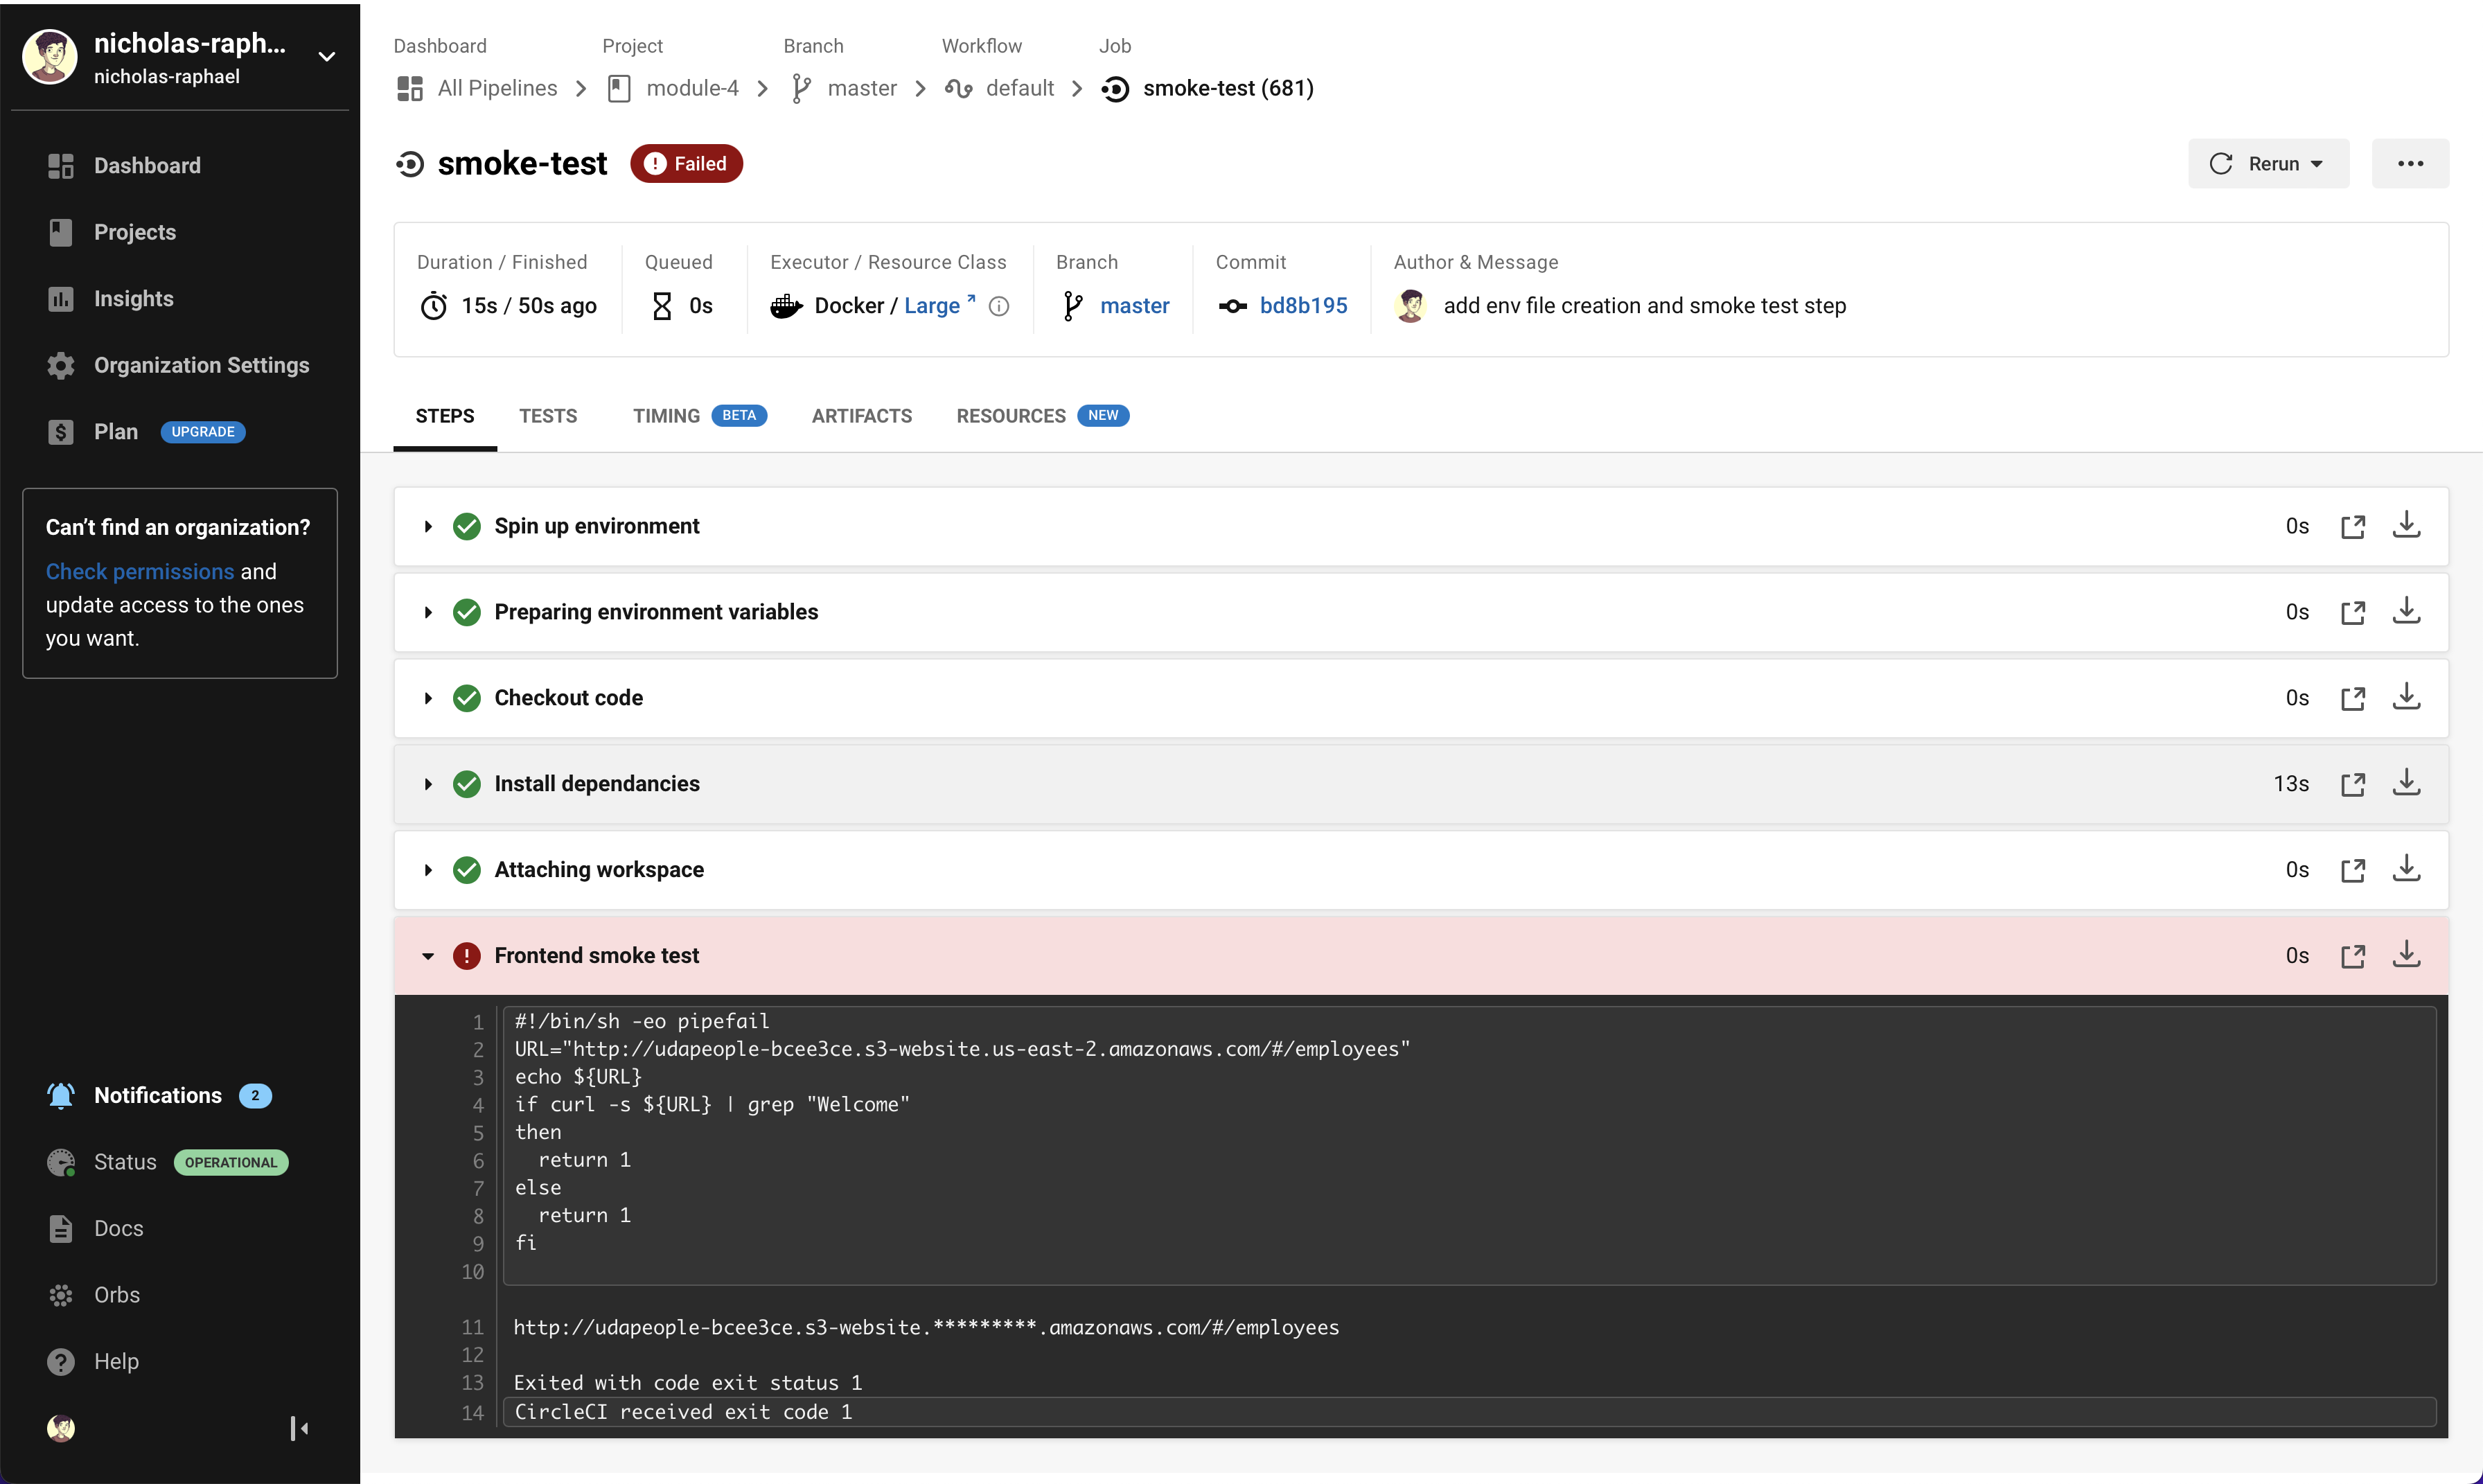 nicholas-raph...
nicholas-raphael
Dashboard
Projects
Insights
Organization Settings
Plan UPGRADE
Can't find an organization?
Check permissions and
update access to the ones
you want.
Notifications 2
Status OPERATIONAL
Docs
Orbs
Help
Dashboard Project Branch Workflow Job
All Pipelines module-4 master default smoke-test (681)
smoke-test Failed
Rerun
Duration / Finished Queued Executor / Resource Class Branch Commit Author & Message
15s / 50s ago 0s Docker / Large master bd8b195 add env file creation and smoke test step
STEPS TESTS TIMING BETA ARTIFACTS RESOURCES NEW
Spin up environment 0s
Preparing environment variables 0s
Checkout code 0s
Install dependancies 13s
Attaching workspace 0s
Frontend smoke test 0s
1 #!/bin/sh -eo pipefail
2 URL="http://udapeople-bcee3ce.s3-website.us-east-2.amazonaws.com/#/employees"
3 echo ${URL}
4 if curl -s ${URL} | grep "Welcome"
5 then
6 return 1
7 else
8 return 1
9 fi
10
11 http://udapeople-bcee3ce.s3-website.*********.amazonaws.com/#/employees
12
13 Exited with code exit status 1
14 CircleCI received exit code 1